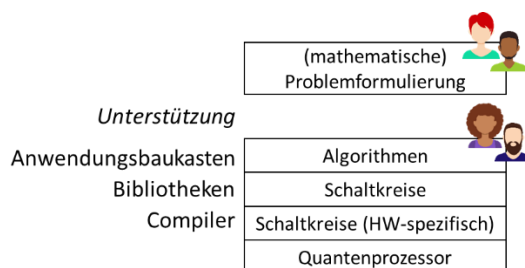 (mathematische)
Problemformulierung
Unterstützung
Anwendungsbaukasten
Algorithmen
Bibliotheken
Schaltkreise
Compiler
Schaltkreise (HW-spezifisch)
Quantenprozessor